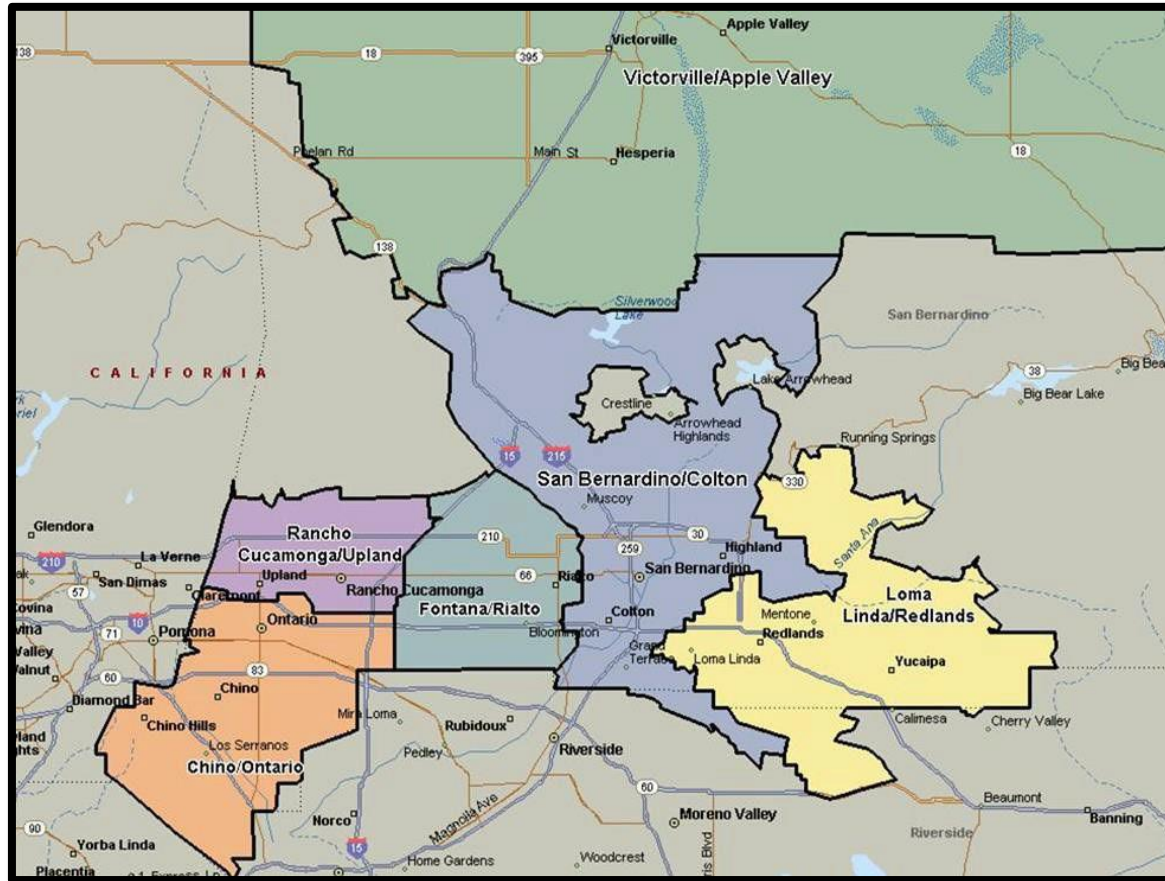 Apple Valley
Victorville
138
18
395
Victorville/Apple Valley
Phelan Rd
Main St
Hesperia
18
138
Silverwood
Lake
San Bernardino
CALIFORNIA
Lake Arrowhead
38
Big Bea
Crestline
Big Bear Lake
Arrowhead
Highlands
Running Springs
15
215
San Bernardino/Colton
330
Muscoy
Glendora
Rancho
Cucamonga/Upland
210
30
Santa Ana
210
La Verne
259
Highland
San Dimas
Upland
66
Rialto
San Bernardino
57
Claremont
Rancho Cucamonga
Loma
Linda/Redlands
Covina
Fontana/Rialto
Colton
Mentone
10
71
Pomona
Ontario
Bloomington
Redlands
Valley
Grand
Terrace
Loma Linda
Yucaipa
Walnut
60
83
Diamond Bar
Chino
Chino Hills
Mira Loma
Rubidoux
Calimesa
Cherry Valley
Los Serranos
Pedley
Riverside
Chino/Ontario
60
Beaumont
Norco
Magnolia Ave
Moreno Valley
Banning
90
Riverside
Yorba Linda
15
Home Gardens
Woodcrest
Placentia